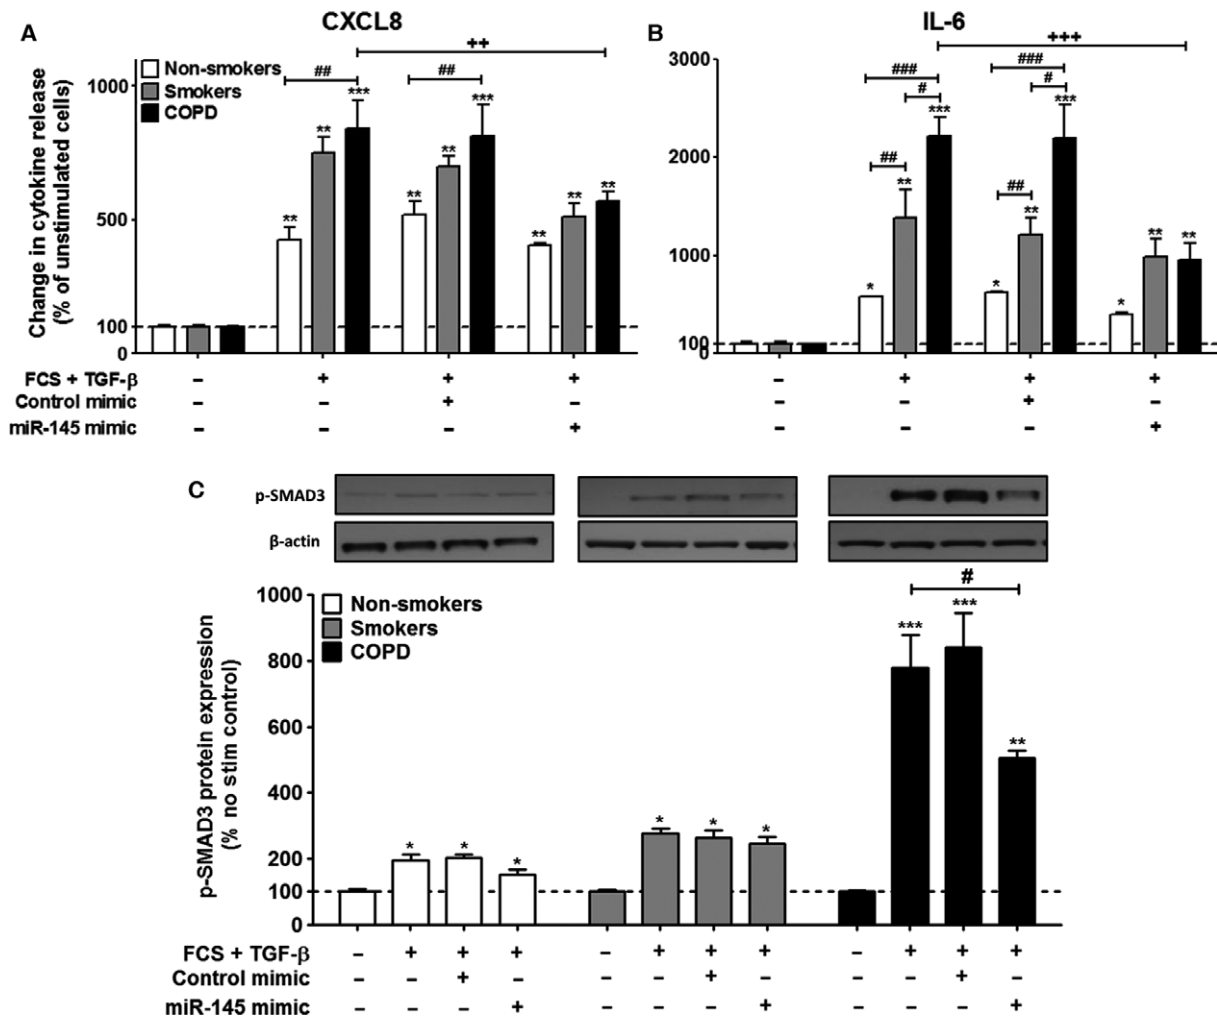 A
CXCL8
Change in cytokine release
(% of unstimulated cells)
1000
500
100
0
Non-smokers
Smokers
COPD
++
##
##
** ** ***
** ** ***
** ** **
FCS + TGF-β – + + +
Control mimic – – + –
miR-145 mimic – – – +
B
IL-6
3000
2000
1000
100
0
+++
###
#
##
###
#
##
* ** ***
* ** ***
* ** **
– + + +
– – + –
– – – +
C
p-SMAD3
β-actin
p-SMAD3 protein expression
(% no stim control)
1000
800
600
400
200
100
0
Non-smokers
Smokers
COPD
#
* * *
* * *
*** *** **
FCS + TGF-β – + + + – + + + – + + +
Control mimic – – + – – – + – – – + –
miR-145 mimic – – – + – – – + – – – +